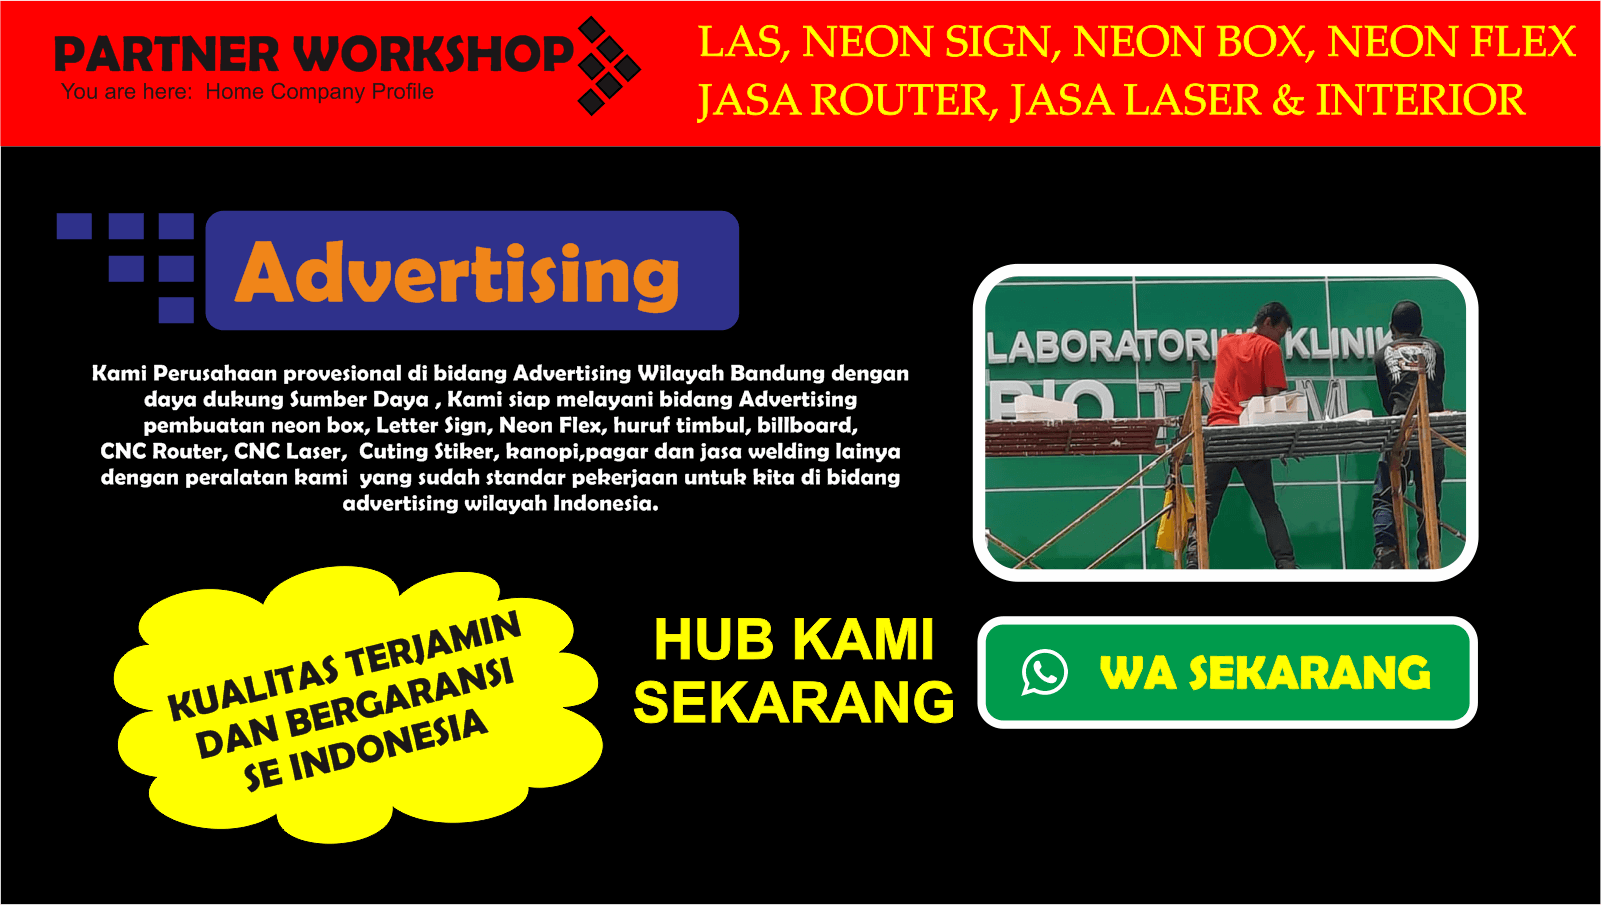 PARTNER WORKSHOP
You are here: Home Company Profile
LAS, NEON SIGN, NEON BOX, NEON FLEX
JASA ROUTER, JASA LASER & INTERIOR
Advertising
Kami Perusahaan provesional di bidang Advertising Wilayah Bandung dengan
daya dukung Sumber Daya , Kami siap melayani bidang Advertising
pembuatan neon box, Letter Sign, Neon Flex, huruf timbul, billboard,
CNC Router, CNC Laser, Cuting Stiker, kanopi,pagar dan jasa welding lainya
dengan peralatan kami yang sudah standar pekerjaan untuk kita di bidang
advertising wilayah Indonesia.
KLINIK
KUALITAS TERJAMIN
DAN BERGARANSI
SE INDONESIA
HUB KAMI
SEKARANG
WA SEKARANG